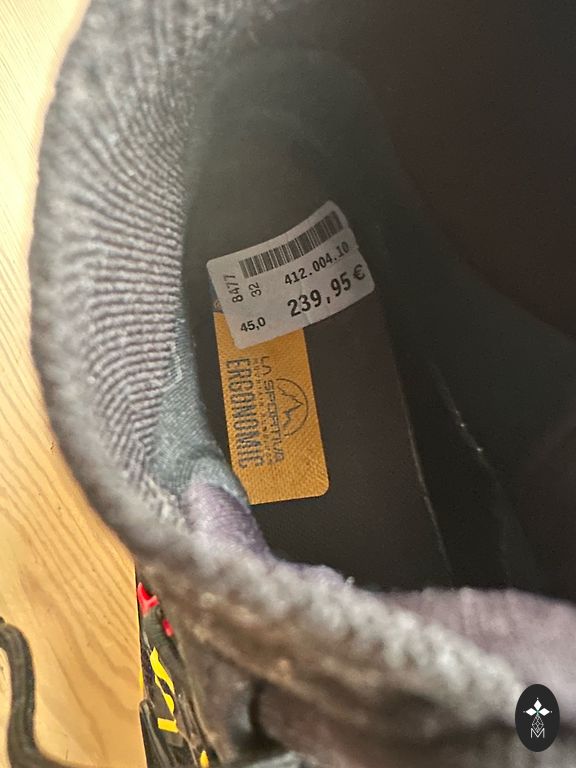 8477
32
412.004.10
45,0
239,95€
LA SPORTIVA
ERGONOMIC
M